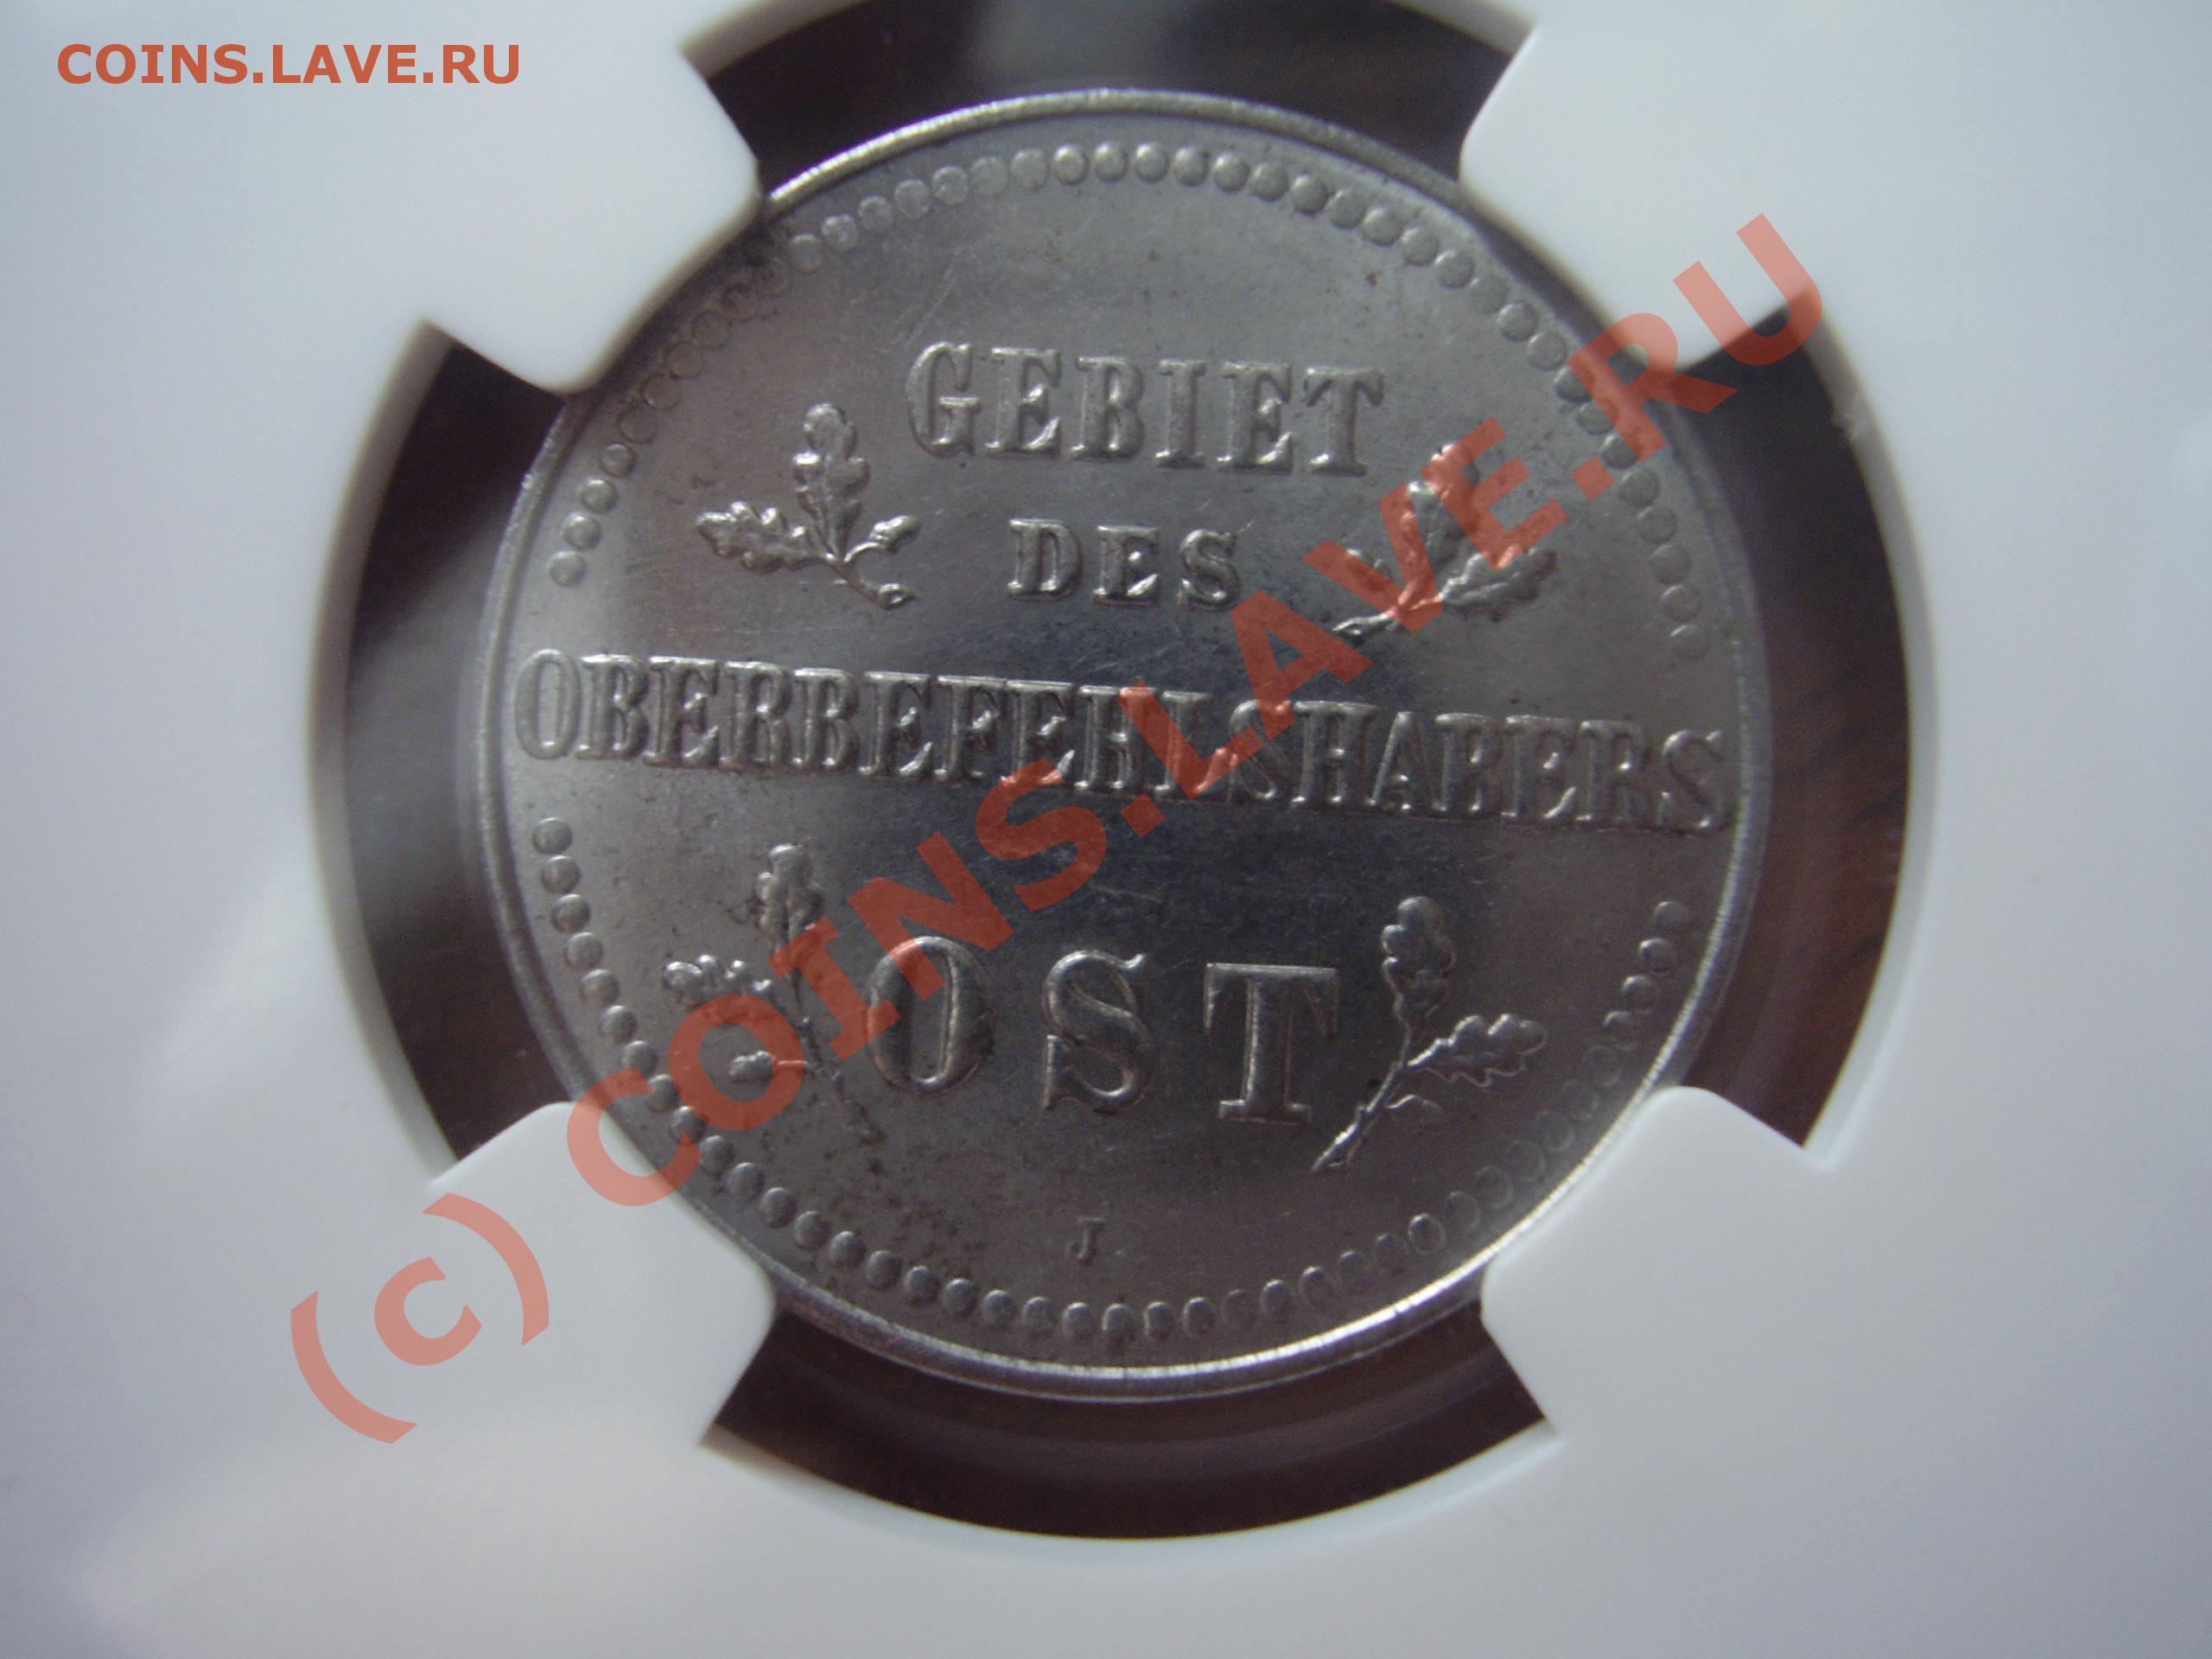 COINS.LAVE.RU
GEBIET
DES
OBERBEFEHLSHABERS
OST
J
(c) COINS.LAVE.RU